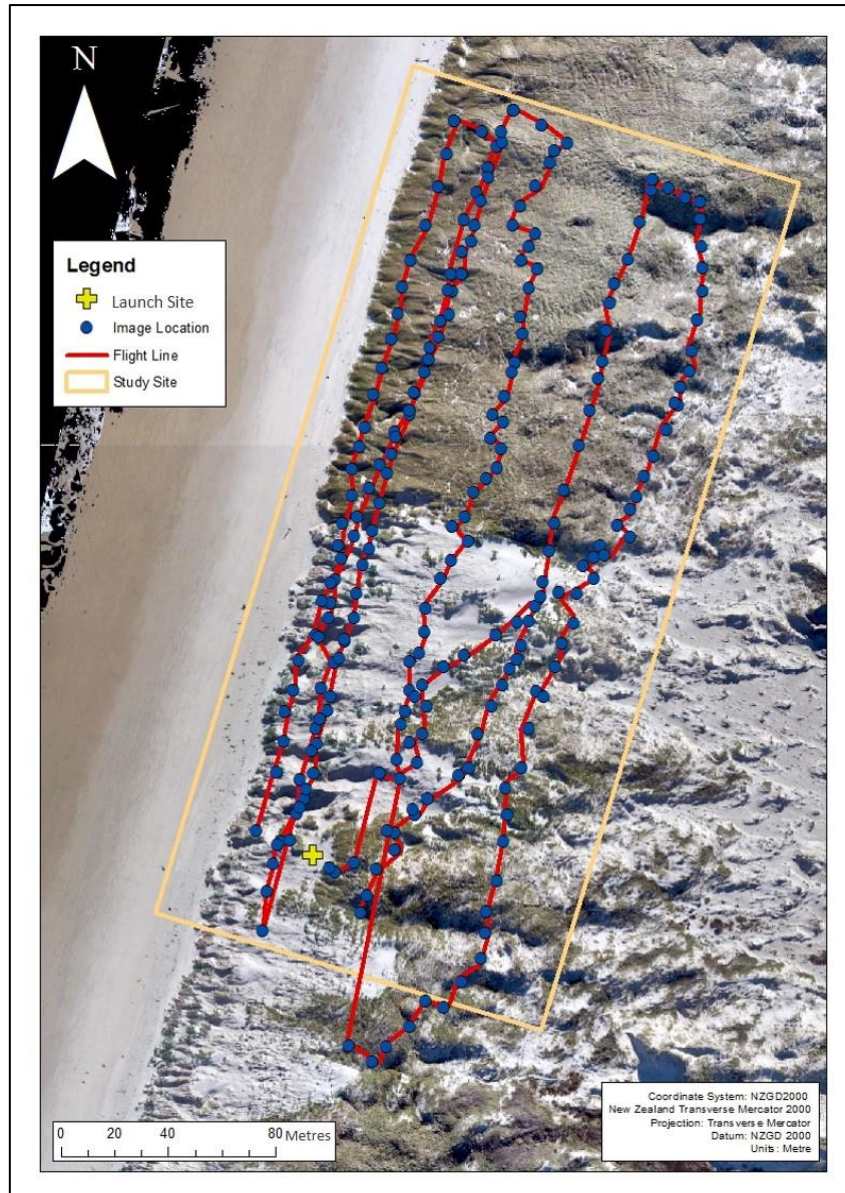 N
Legend
Launch Site
Image Location
Flight Line
Study Site
0 20 40 80 Metres
Coordinate System: NZGD2000
New Zealand Transverse Mercator 2000
Projection: Transverse Mercator
Datum: NZGD 2000
Units: Metre